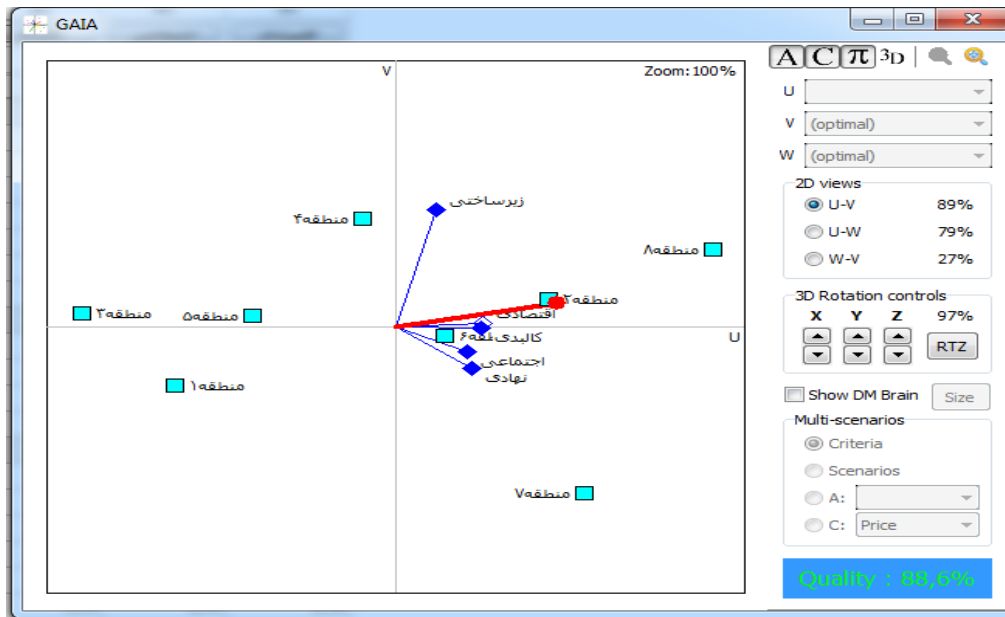 GAIA
V
Zoom:100%
زیرساختی
منطقه۴
منطقه۸
منطقه۲
اقتصادی
منطقه۳
منطقه۵
کالبدی
U
اجتماعی
نهادی
منطقه۱
منطقه۷
A C π 3D
U
V (optimal)
W (optimal)
2D views
U-V 89%
U-W 79%
W-V 27%
3D Rotation controls
X Y Z 97%
RTZ
Show DM Brain Size
Multi-scenarios
Criteria
Scenarios
A:
C: Price
Quality : 88,6%